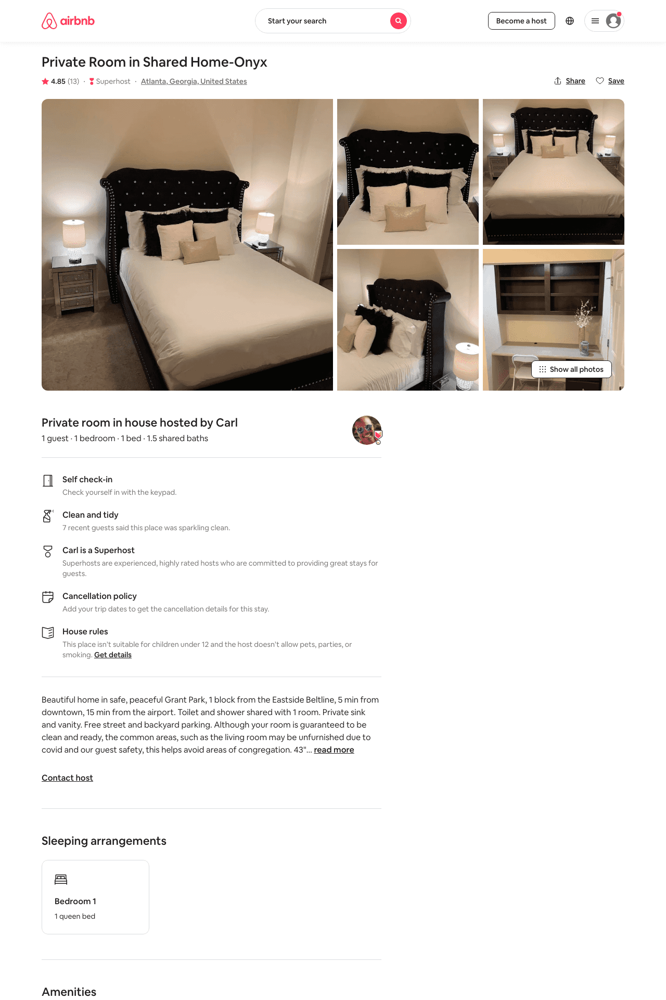 airbnb
Start your search
Become a host
Private Room in Shared Home-Onyx
4.85 (13) · Superhost · Atlanta, Georgia, United States
Share
Save
Show all photos
Private room in house hosted by Carl
1 guest · 1 bedroom · 1 bed · 1.5 shared baths
Self check-in
Check yourself in with the keypad.
Clean and tidy
7 recent guests said this place was sparkling clean.
Carl is a Superhost
Superhosts are experienced, highly rated hosts who are committed to providing great stays for
guests.
Cancellation policy
Add your trip dates to get the cancellation details for this stay.
House rules
This place isn’t suitable for children under 12 and the host doesn’t allow pets, parties, or
smoking. Get details
Beautiful home in safe, peaceful Grant Park, 1 block from the Eastside Beltline, 5 min from
downtown, 15 min from the airport. Toilet and shower shared with 1 room. Private sink
and vanity. Free street and backyard parking. Although your room is guaranteed to be
clean and ready, the common areas, such as the living room may be unfurnished due to
covid and our guest safety, this helps avoid areas of congregation. 43"... read more
Contact host
Sleeping arrangements
Bedroom 1
1 queen bed
Amenities